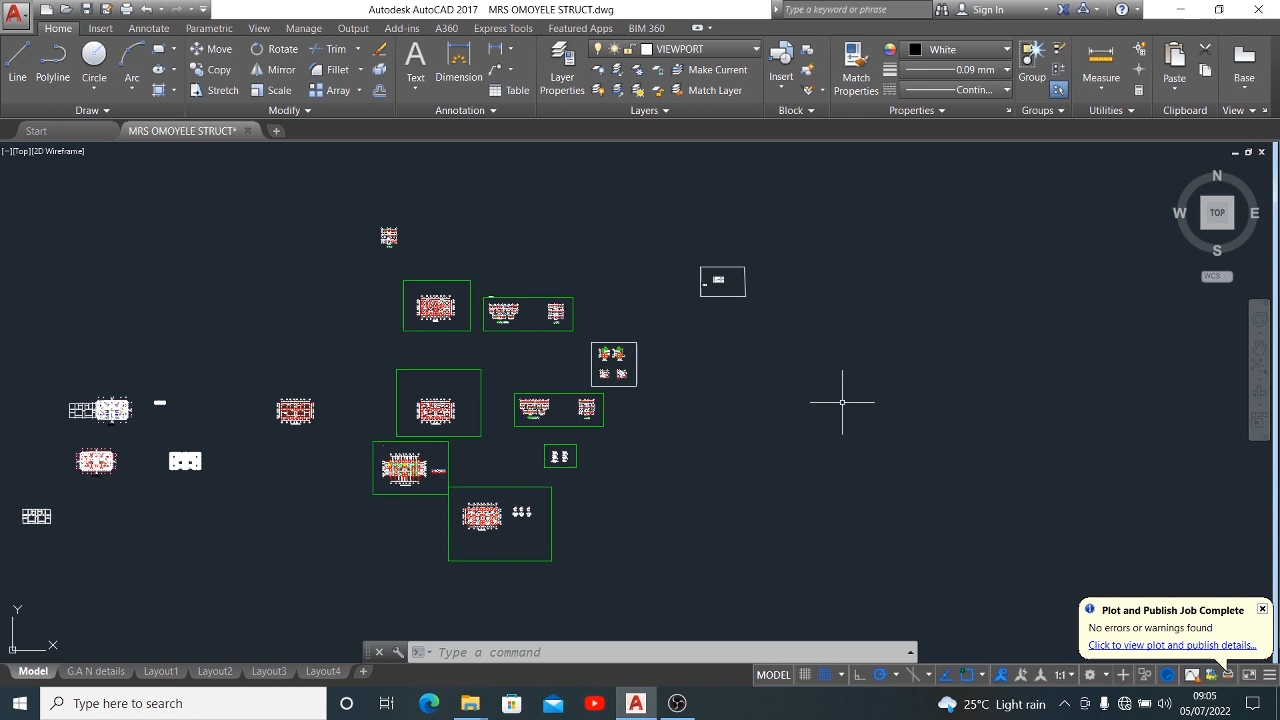 Autodesk AutoCAD 2017 MRS OMOYELE STRUCT.dwg
Type a keyword or phrase
Sign In
Home Insert Annotate Parametric View Manage Output Add-ins A360 Express Tools Featured Apps BIM 360
Line Polyline Circle Arc
Move Rotate Trim
Copy Mirror Fillet
Stretch Scale Array
Text Dimension Table
Layer Properties
VIEWPORT
Make Current
Match Layer
Insert
Match Properties
White
0.09 mm
Contin...
Group
Measure
Paste
Base
Draw Modify Annotation Layers Block Properties Groups Utilities Clipboard View
Start MRS OMOYELE STRUCT*
[−][Top][2D Wireframe]
N
W TOP E
S
WCS
Y
X
Plot and Publish Job Complete
No errors or warnings found
Click to view plot and publish details...
Type a command
Model G.A N details Layout1 Layout2 Layout3 Layout4
MODEL 1:1
Type here to search
25°C Light rain
09:05
05/07/2022